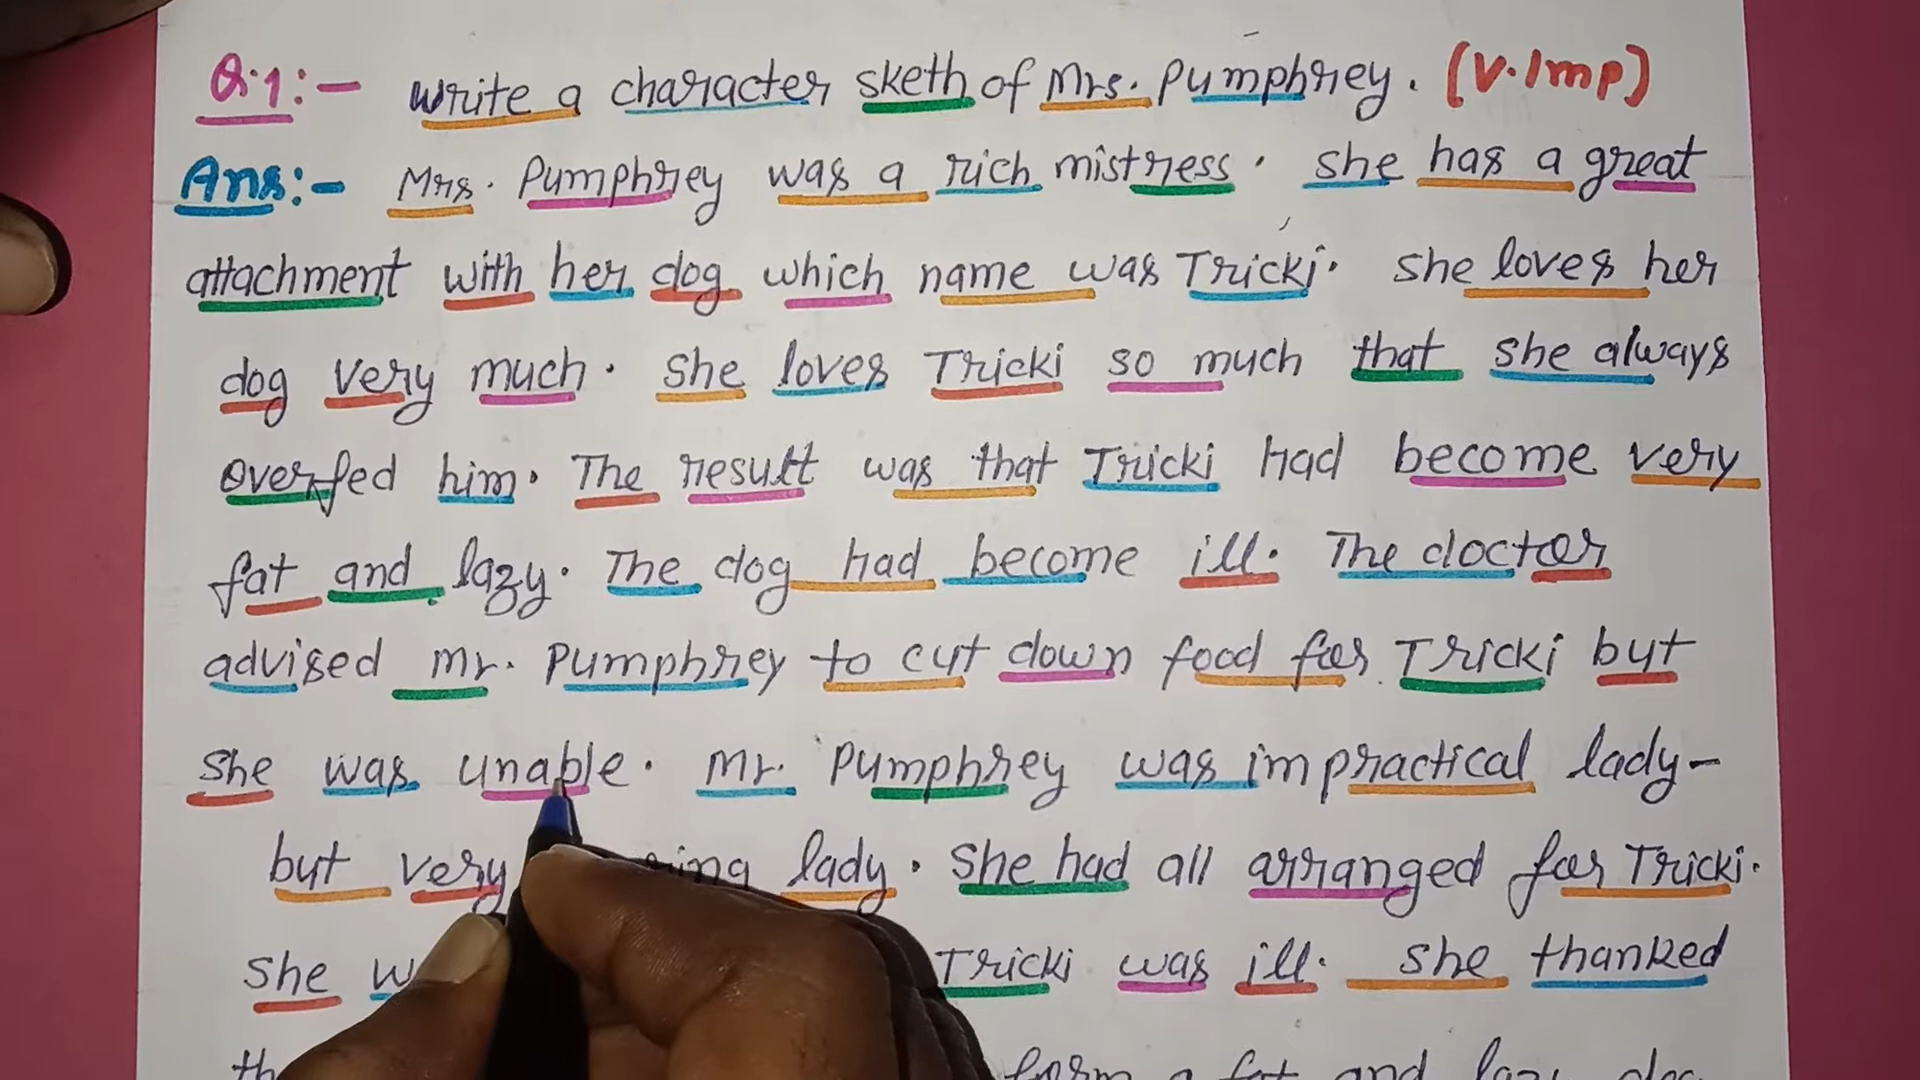 Q.1:- Write a character sketh of Mrs. Pumphrey. (V.Imp)
Ans:- Mrs. Pumphrey was a rich mistress. She has a great
attachment with her dog which name was Tricki. She loves her
dog very much. She loves Tricki so much that she always
overfed him. The result was that Tricki had become very
fat and lazy. The dog had become ill. The doctor
advised Mr. Pumphrey to cut down food for Tricki but
She was unable. Mr. Pumphrey was impractical lady-
but very lady. She had all arranged for Tricki.
She Tricki was ill. She thanked
form a fat and lazy